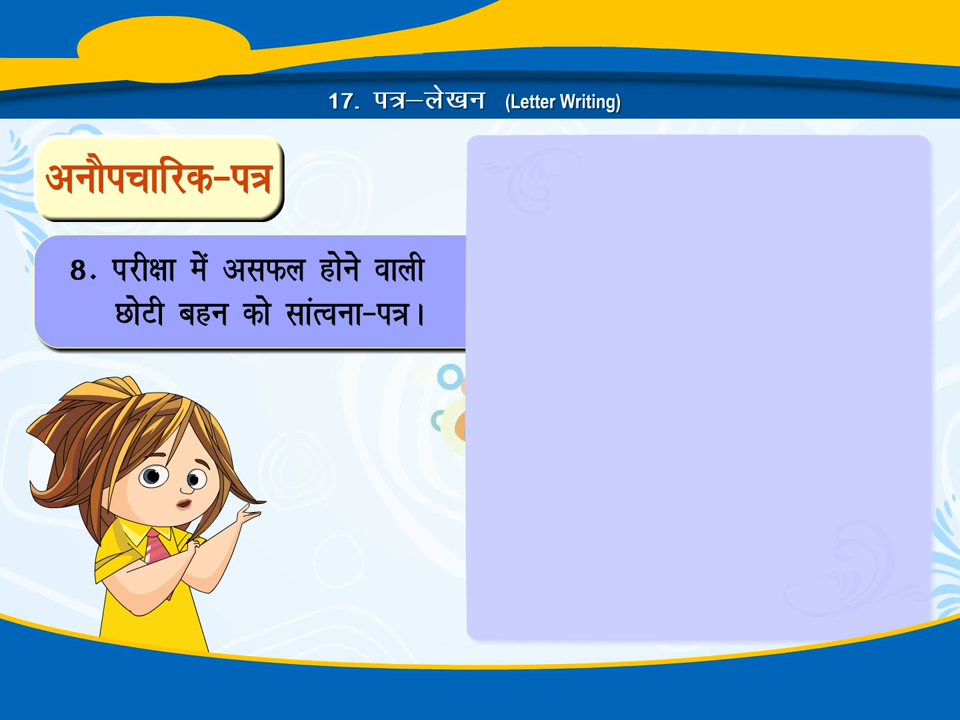 17. पत्र–लेखन (Letter Writing)
अनौपचारिक-पत्र
8. परीक्षा में असफल होने वाली
छोटी बहन को सांत्वना-पत्र।